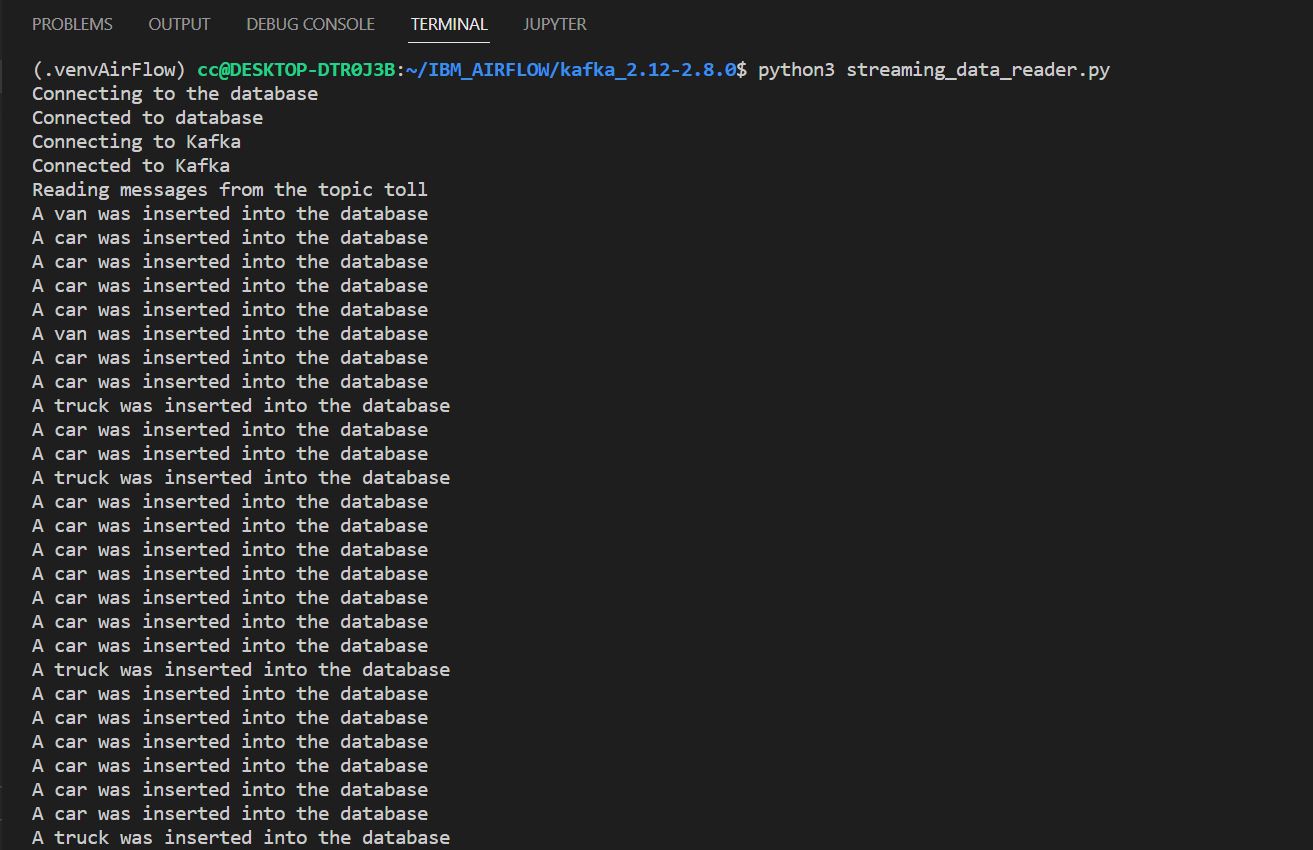 PROBLEMS OUTPUT DEBUG CONSOLE TERMINAL JUPYTER
(.venvAirFlow) cc@DESKTOP-DTR0J3B:~/IBM_AIRFLOW/kafka_2.12-2.8.0$ python3 streaming_data_reader.py
Connecting to the database
Connected to database
Connecting to Kafka
Connected to Kafka
Reading messages from the topic toll
A van was inserted into the database
A car was inserted into the database
A car was inserted into the database
A car was inserted into the database
A car was inserted into the database
A van was inserted into the database
A car was inserted into the database
A car was inserted into the database
A truck was inserted into the database
A car was inserted into the database
A car was inserted into the database
A truck was inserted into the database
A car was inserted into the database
A car was inserted into the database
A car was inserted into the database
A car was inserted into the database
A car was inserted into the database
A car was inserted into the database
A car was inserted into the database
A truck was inserted into the database
A car was inserted into the database
A car was inserted into the database
A car was inserted into the database
A car was inserted into the database
A car was inserted into the database
A car was inserted into the database
A truck was inserted into the database